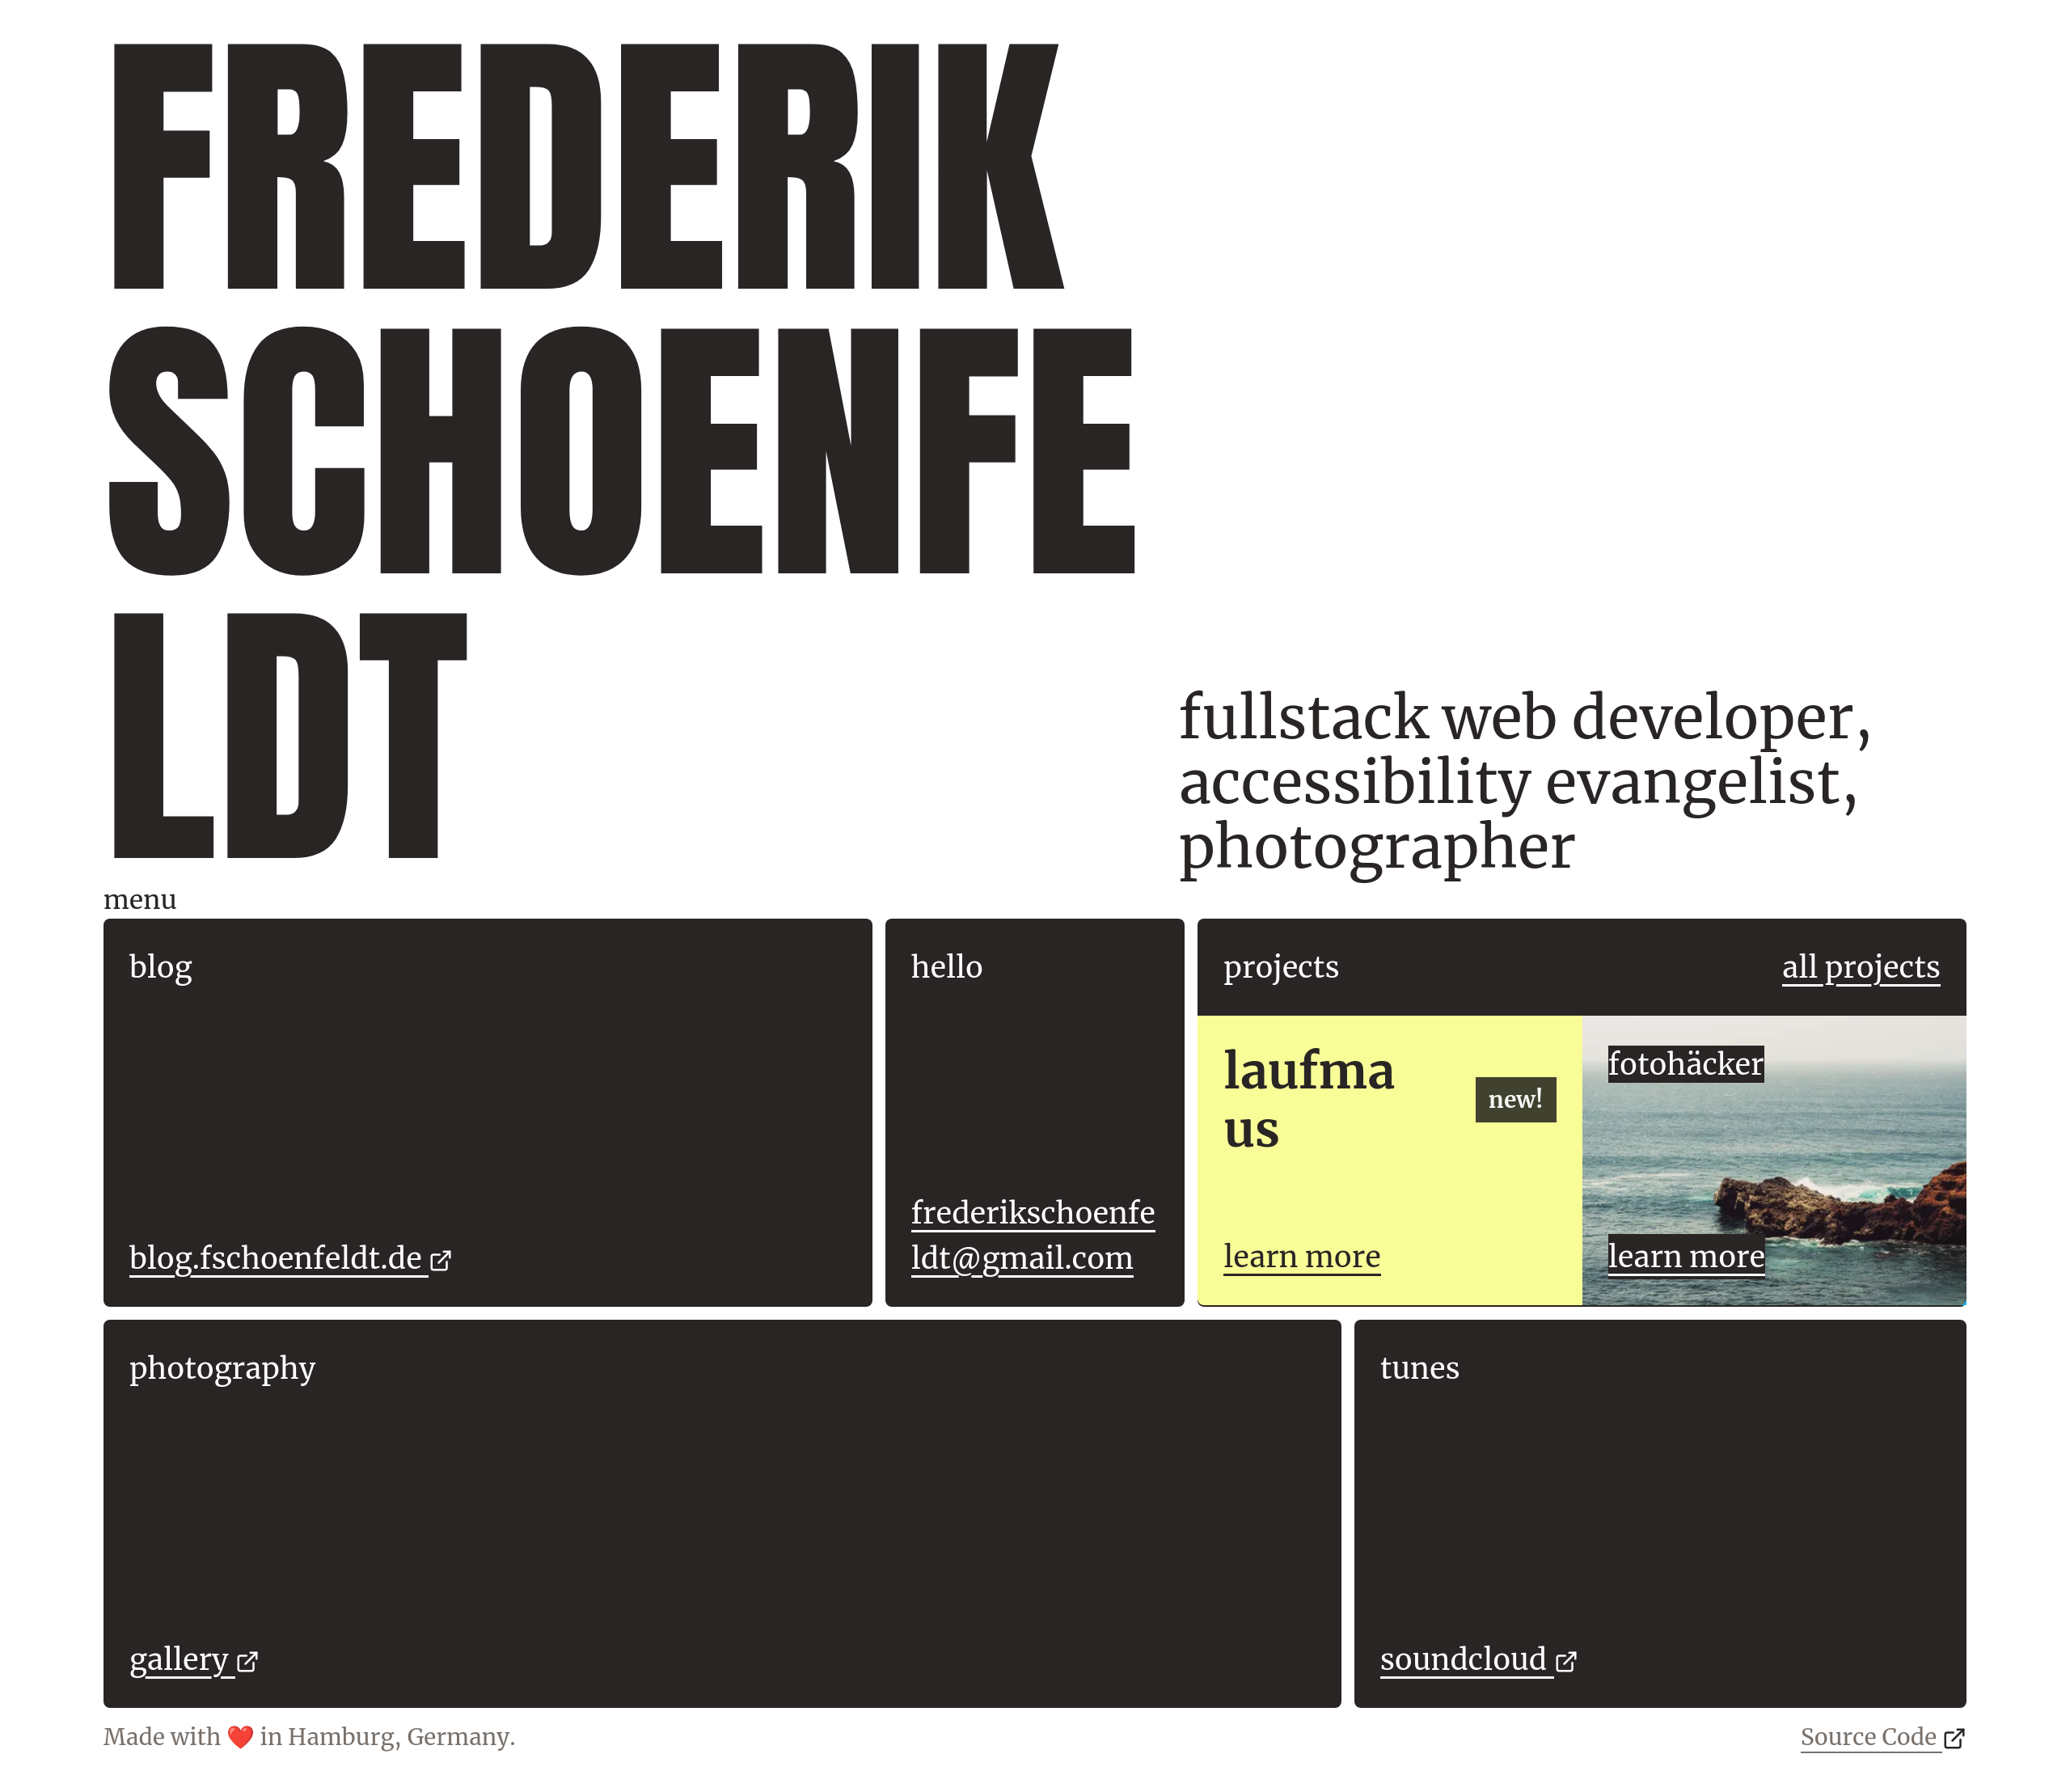 FREDERIK
SCHOENFE
LDT
fullstack web developer,
accessibility evangelist,
photographer
menu
blog
blog.fschoenfeldt.de
hello
frederikschoenfe
ldt@gmail.com
projects
all projects
laufma
us
new!
learn more
fotohäcker
learn more
photography
gallery
tunes
soundcloud
Made with ❤️ in Hamburg, Germany.
Source Code